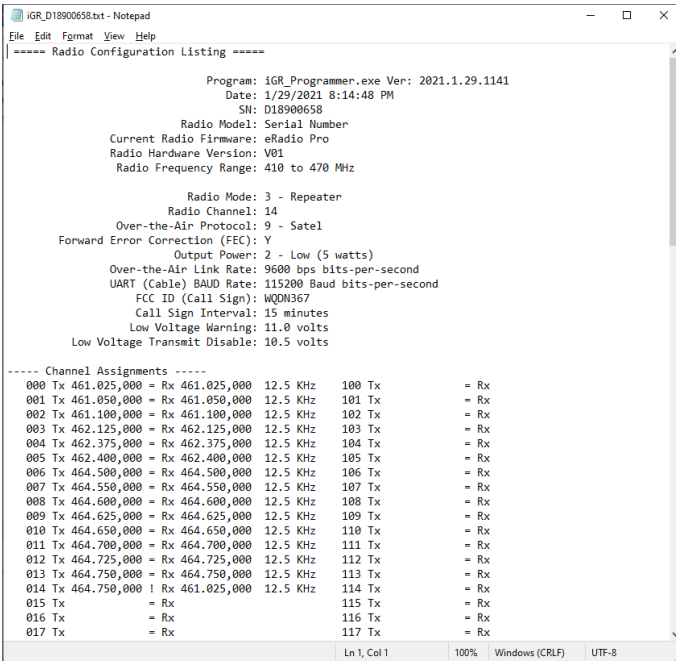 iGR_D18900658.txt - Notepad
File Edit Format View Help
===== Radio Configuration Listing =====
Program: iGR_Programmer.exe Ver: 2021.1.29.1141
Date: 1/29/2021 8:14:48 PM
SN: D18900658
Radio Model: Serial Number
Current Radio Firmware: eRadio Pro
Radio Hardware Version: V01
Radio Frequency Range: 410 to 470 MHz
Radio Mode: 3 - Repeater
Radio Channel: 14
Over-the-Air Protocol: 9 - Satel
Forward Error Correction (FEC): Y
Output Power: 2 - Low (5 watts)
Over-the-Air Link Rate: 9600 bps bits-per-second
UART (Cable) BAUD Rate: 115200 Baud bits-per-second
FCC ID (Call Sign): WQDN367
Call Sign Interval: 15 minutes
Low Voltage Warning: 11.0 volts
Low Voltage Transmit Disable: 10.5 volts
----- Channel Assignments -----
000 Tx 461.025,000 = Rx 461.025,000 12.5 KHz 100 Tx = Rx
001 Tx 461.050,000 = Rx 461.050,000 12.5 KHz 101 Tx = Rx
002 Tx 461.100,000 = Rx 461.100,000 12.5 KHz 102 Tx = Rx
003 Tx 462.125,000 = Rx 462.125,000 12.5 KHz 103 Tx = Rx
004 Tx 462.375,000 = Rx 462.375,000 12.5 KHz 104 Tx = Rx
005 Tx 462.400,000 = Rx 462.400,000 12.5 KHz 105 Tx = Rx
006 Tx 464.500,000 = Rx 464.500,000 12.5 KHz 106 Tx = Rx
007 Tx 464.550,000 = Rx 464.550,000 12.5 KHz 107 Tx = Rx
008 Tx 464.600,000 = Rx 464.600,000 12.5 KHz 108 Tx = Rx
009 Tx 464.625,000 = Rx 464.625,000 12.5 KHz 109 Tx = Rx
010 Tx 464.650,000 = Rx 464.650,000 12.5 KHz 110 Tx = Rx
011 Tx 464.700,000 = Rx 464.700,000 12.5 KHz 111 Tx = Rx
012 Tx 464.725,000 = Rx 464.725,000 12.5 KHz 112 Tx = Rx
013 Tx 464.750,000 = Rx 464.750,000 12.5 KHz 113 Tx = Rx
014 Tx 464.750,000 ! Rx 461.025,000 12.5 KHz 114 Tx = Rx
015 Tx = Rx 115 Tx = Rx
016 Tx = Rx 116 Tx = Rx
017 Tx = Rx 117 Tx = Rx
Ln 1, Col 1 100% Windows (CRLF) UTF-8